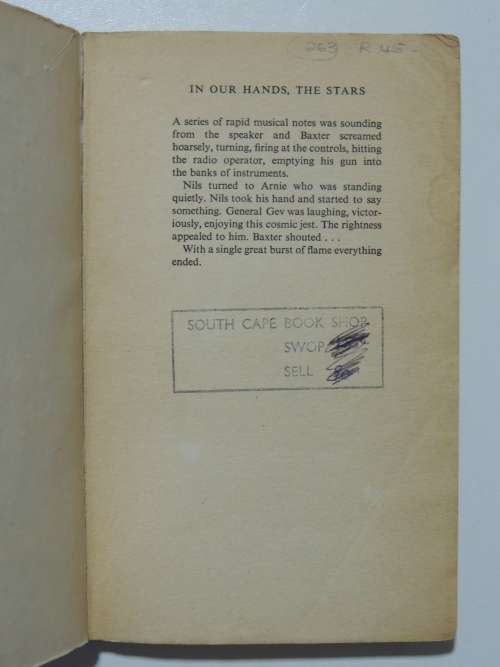 263 R 45 -
IN OUR HANDS, THE STARS
A series of rapid musical notes was sounding
from the speaker and Baxter screamed
hoarsely, turning, firing at the controls, hitting
the radio operator, emptying his gun into
the banks of instruments.
Nils turned to Arnie who was standing
quietly. Nils took his hand and started to say
something. General Gev was laughing, victor-
iously, enjoying this cosmic jest. The rightness
appealed to him. Baxter shouted . . .
With a single great burst of flame everything
ended.
SOUTH CAPE BOOK SHOP
SWOP
SELL